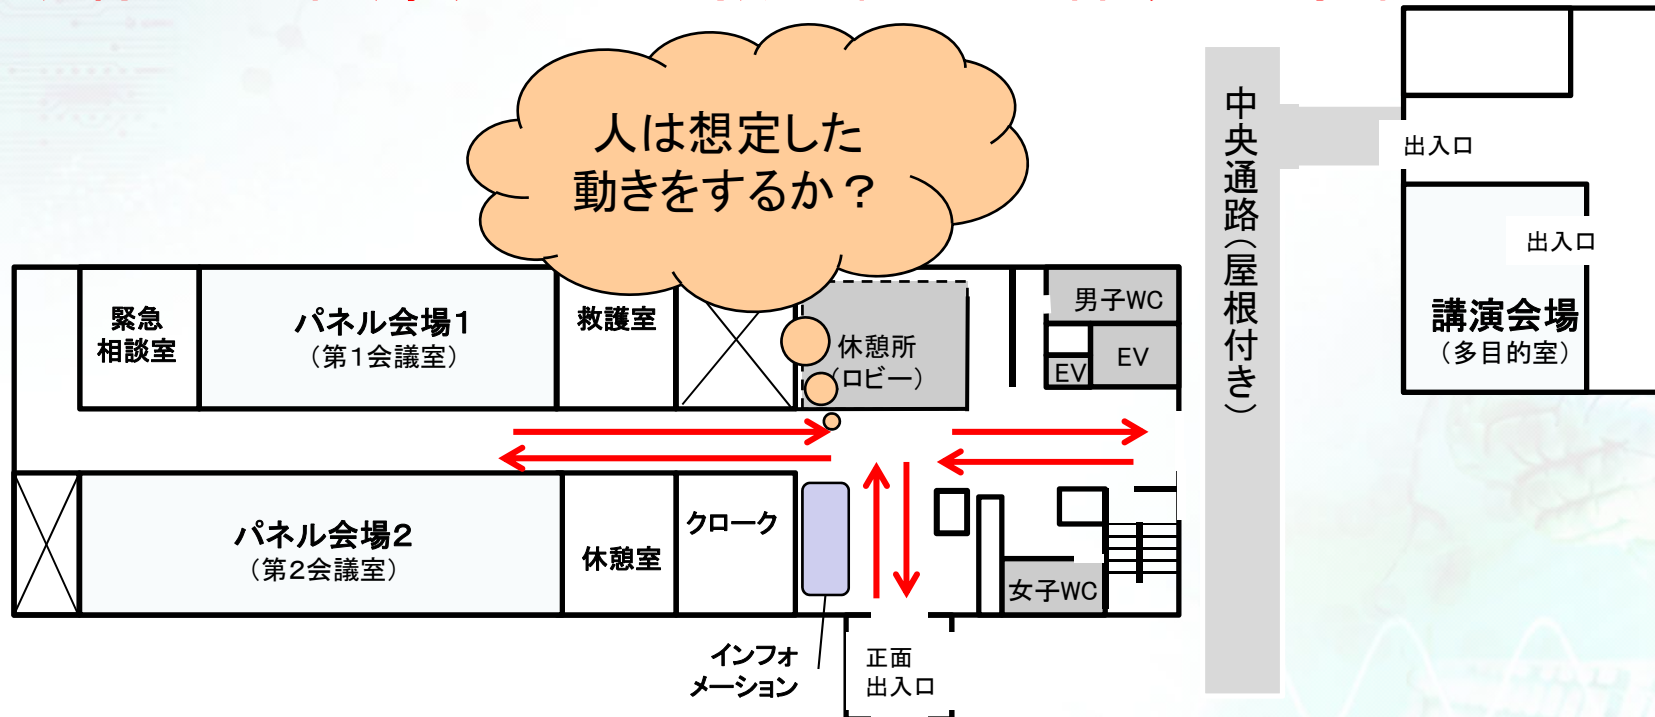 人は想定した
動きをするか？
中央通路（屋根付き）
出入口
出入口
講演会場
（多目的室）
緊急
相談室
パネル会場1
（第1会議室）
救護室
休憩所
（ロビー）
男子WC
EV
EV
パネル会場2
（第2会議室）
休憩室
クローク
女子WC
インフォ
メーション
正面
出入口